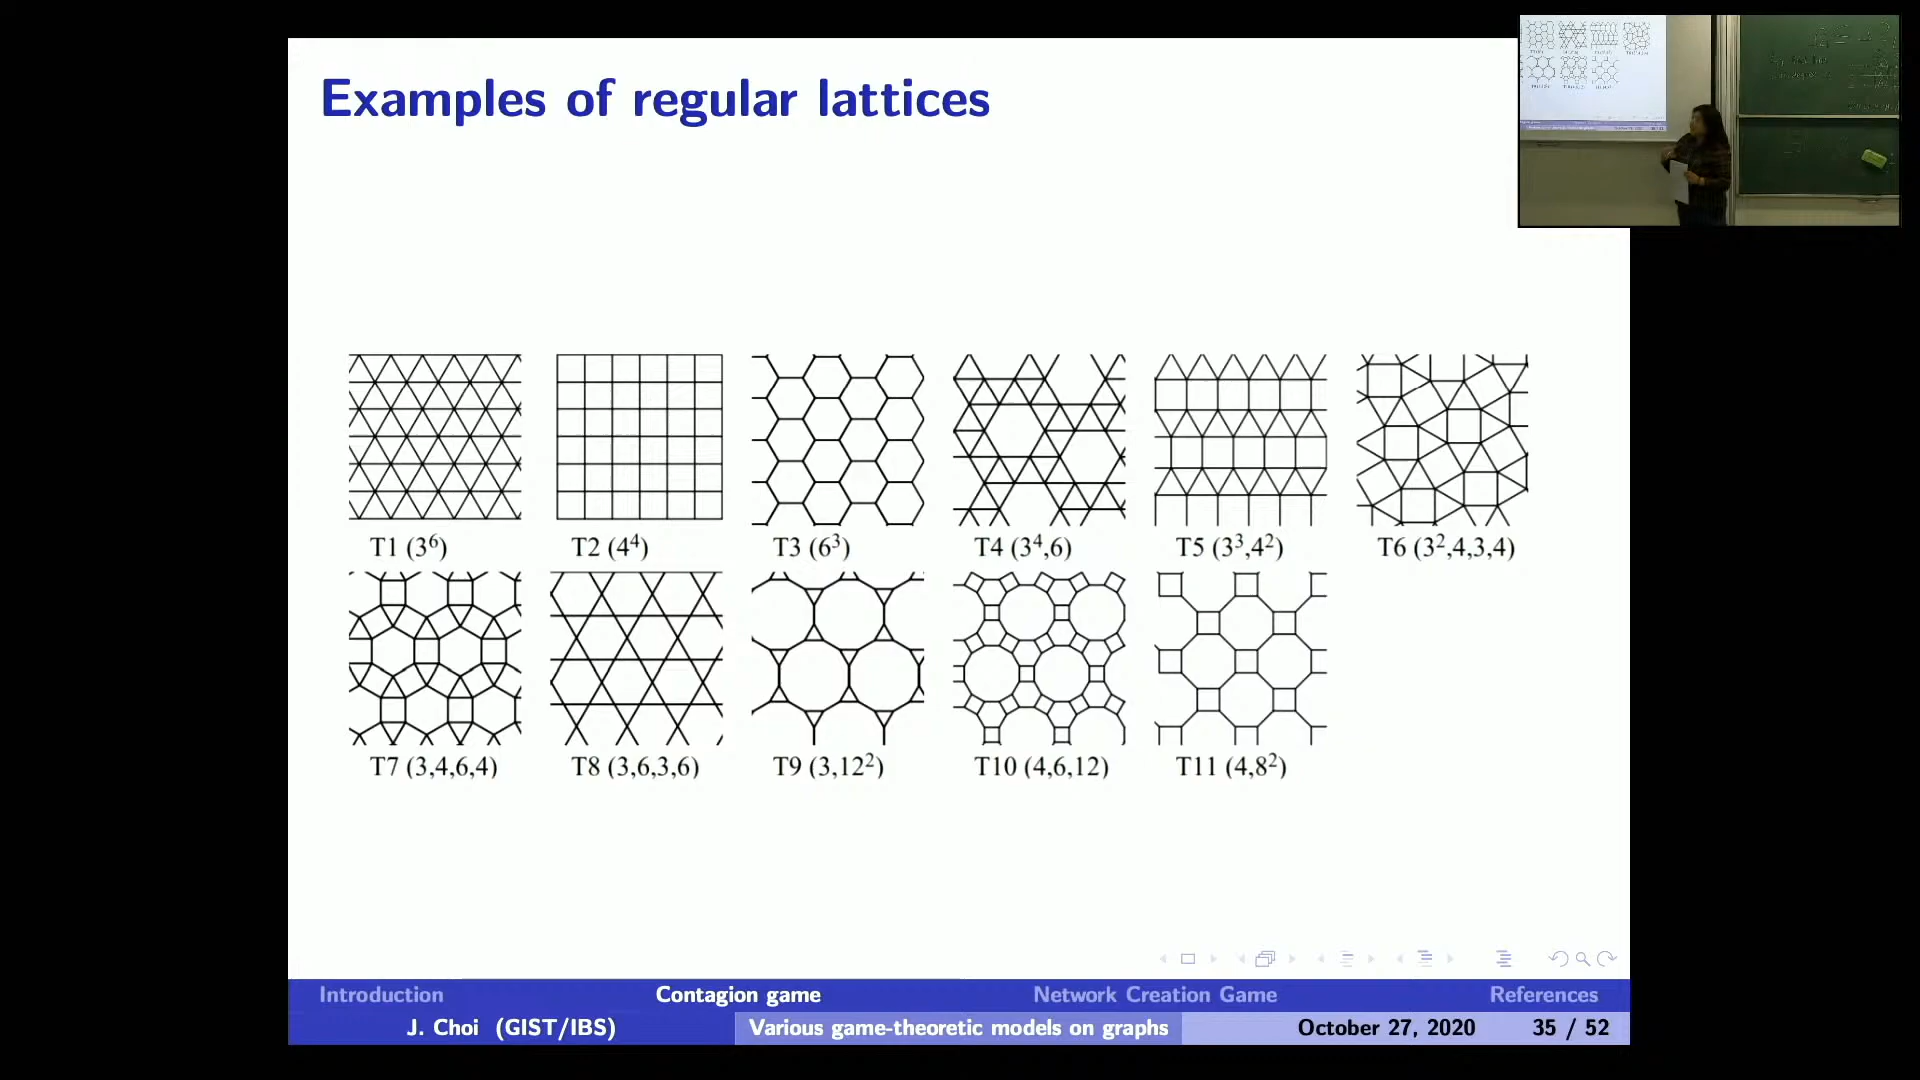 Examples of regular lattices
T1 (3⁶) T2 (4⁴) T3 (6³) T4 (3⁴,6) T5 (3³,4²) T6 (3²,4,3,4)
T7 (3,4,6,4) T8 (3,6,3,6) T9 (3,12²) T10 (4,6,12) T11 (4,8²)
Introduction Contagion game Network Creation Game References
J. Choi (GIST/IBS) Various game-theoretic models on graphs October 27, 2020 35 / 52